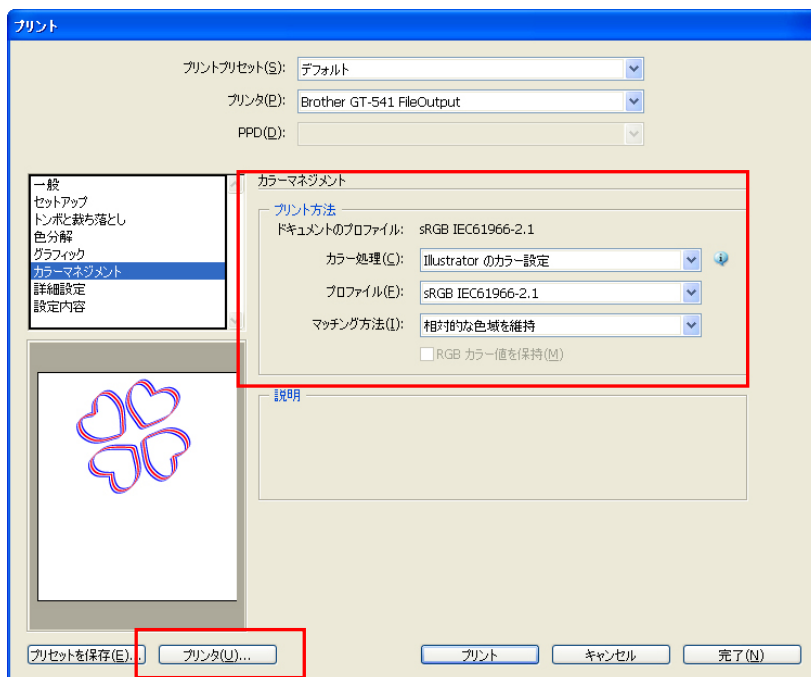 プリント
プリントプリセット(S): デフォルト
プリンタ(P): Brother GT-541 FileOutput
PPD(D):
一般
セットアップ
トンボと裁ち落とし
色分解
グラフィック
カラーマネジメント
詳細設定
設定内容
カラーマネジメント
プリント方法
ドキュメントのプロファイル: sRGB IEC61966-2.1
カラー処理(C): Illustrator のカラー設定
プロファイル(F): sRGB IEC61966-2.1
マッチング方法(I): 相対的な色域を維持
RGB カラー値を保持(M)
説明
プリセットを保存(E)... プリンタ(U)... プリント キャンセル 完了(N)